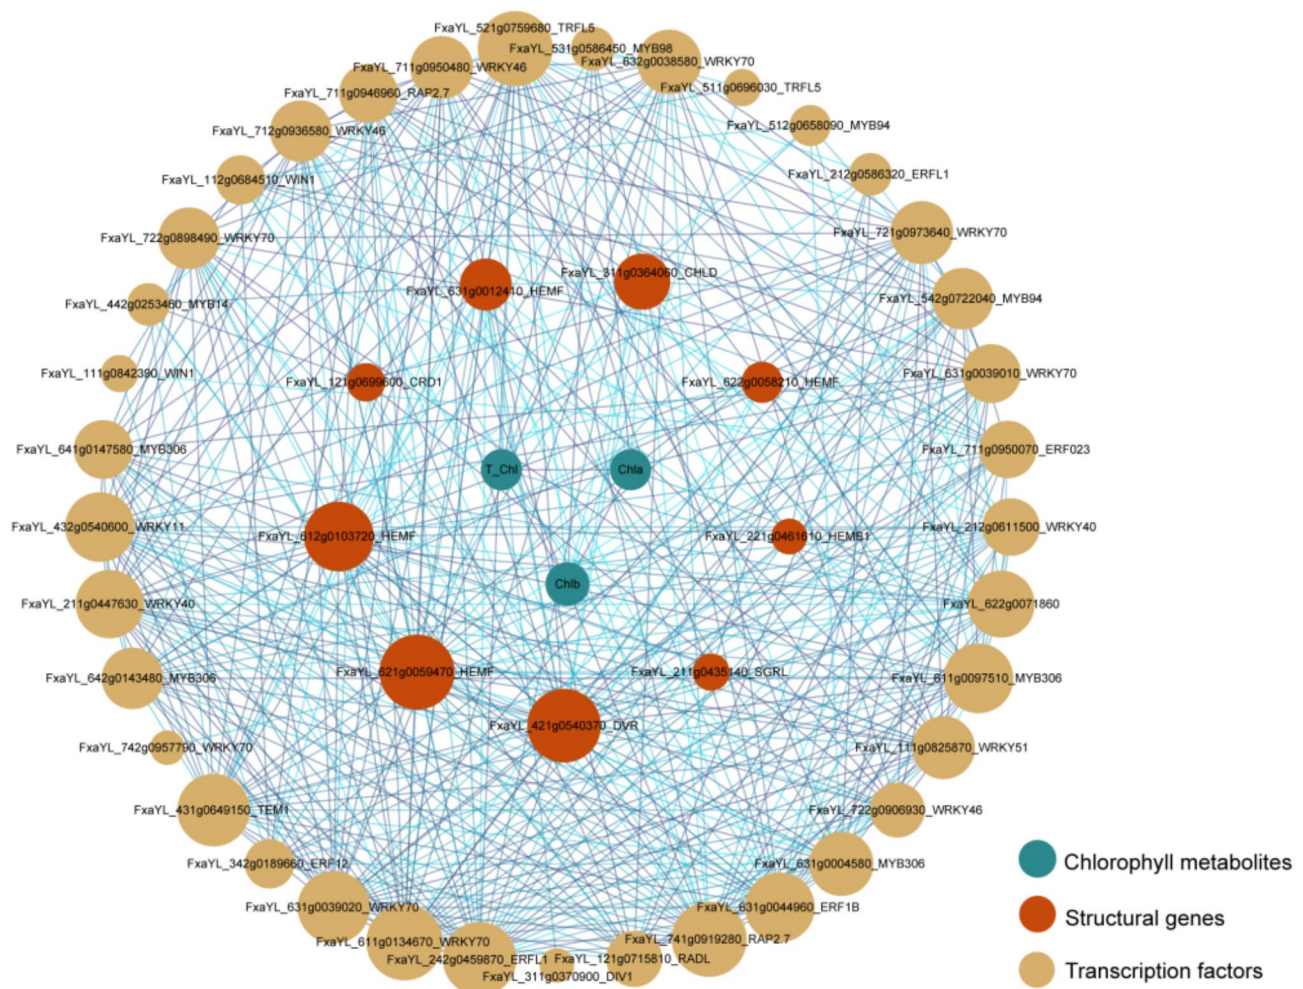 FxaYL_521g0759680_TRFL5
FxaYL_531g0586450_MYB98
FxaYL_632g0038580_WRKY70
FxaYL_711g0950480_WRKY46
FxaYL_511g0696030_TRFL5
FxaYL_711g0946960_RAP2.7
FxaYL_512g0658090_MYB94
FxaYL_712g0936580_WRKY46
FxaYL_212g0586320_ERFL1
FxaYL_112g0684510_WIN1
FxaYL_721g0973640_WRKY70
FxaYL_722g0898490_WRKY70
FxaYL_311g0364060_CHLD
FxaYL_631g0012410_HEMF
FxaYL_542g0722040_MYB94
FxaYL_442g0253460_MYB14
FxaYL_111g0842390_WIN1
FxaYL_121g0699600_CRD1
FxaYL_622g0058210_HEMF
FxaYL_631g0039010_WRKY70
FxaYL_641g0147580_MYB306
FxaYL_711g0950070_ERF023
T_Chl
Chla
FxaYL_432g0540600_WRKY11
FxaYL_612g0103720_HEMF
FxaYL_221g0461610_HEMB1
FxaYL_212g0611500_WRKY40
Chlb
FxaYL_211g0447630_WRKY40
FxaYL_622g0071860
FxaYL_642g0143480_MYB306
FxaYL_621g0059470_HEMF
FxaYL_211g0435140_SGRL
FxaYL_611g0097510_MYB306
FxaYL_421g0540370_DVR
FxaYL_742g0957790_WRKY70
FxaYL_111g0825870_WRKY51
FxaYL_431g0649150_TEM1
FxaYL_722g0906930_WRKY46
FxaYL_342g0189660_ERF12
FxaYL_631g0004580_MYB306
FxaYL_631g0039020_WRKY70
FxaYL_631g0044960_ERF1B
FxaYL_611g0134670_WRKY70
FxaYL_741g0919280_RAP2.7
FxaYL_242g0459870_ERFL1
FxaYL_121g0715810_RADL
FxaYL_311g0370900_DIV1
Chlorophyll metabolites
Structural genes
Transcription factors